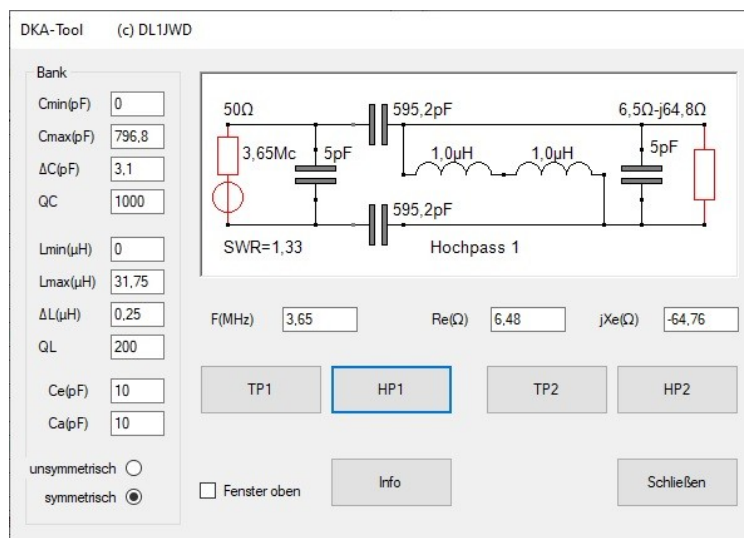 DKA-Tool (c) DL1JWD
Bank
Cmin(pF) 0
Cmax(pF) 796,8
ΔC(pF) 3,1
QC 1000
Lmin(µH) 0
Lmax(µH) 31,75
ΔL(µH) 0,25
QL 200
Ce(pF) 10
Ca(pF) 10
unsymmetrisch
symmetrisch
50Ω 595,2pF 6,5Ω-j64,8Ω
3,65Mc 5pF 1,0µH 1,0µH 5pF
595,2pF
SWR=1,33 Hochpass 1
F(MHz) 3,65 Re(Ω) 6,48 jXe(Ω) -64,76
TP1 HP1 TP2 HP2
Fenster oben Info Schließen